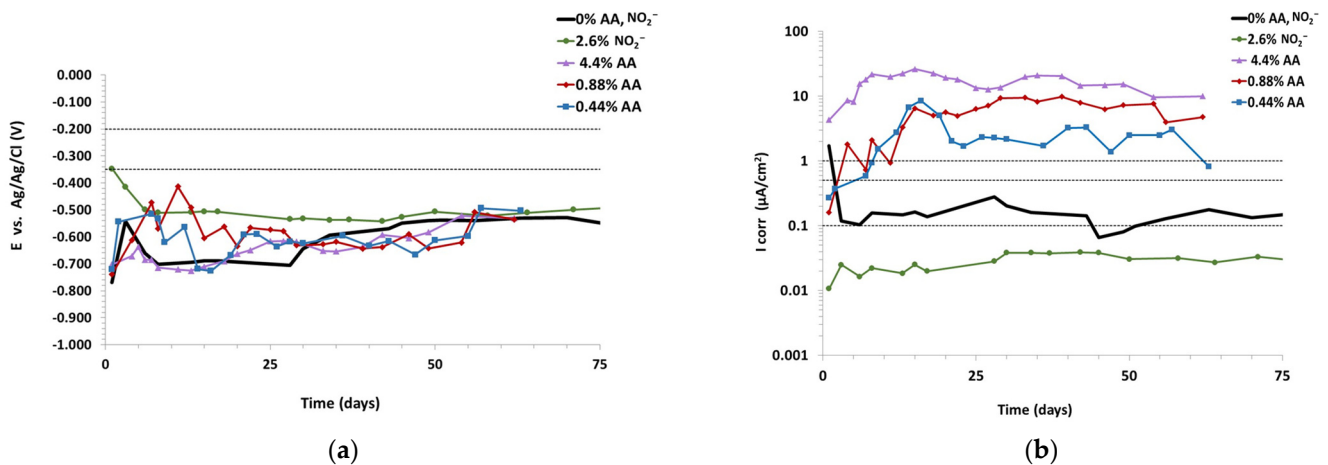 0% AA, NO₂⁻
2.6% NO₂⁻
4.4% AA
0.88% AA
0.44% AA
0.000
-0.100
-0.200
-0.300
-0.400
-0.500
-0.600
-0.700
-0.800
-0.900
-1.000
E vs. Ag/Ag/Cl (V)
0
25
50
75
Time (days)
(a)
0% AA, NO₂⁻
2.6% NO₂⁻
4.4% AA
0.88% AA
0.44% AA
100
10
1
0.1
0.01
0.001
I corr (µA/cm²)
0
25
50
75
Time (days)
(b)